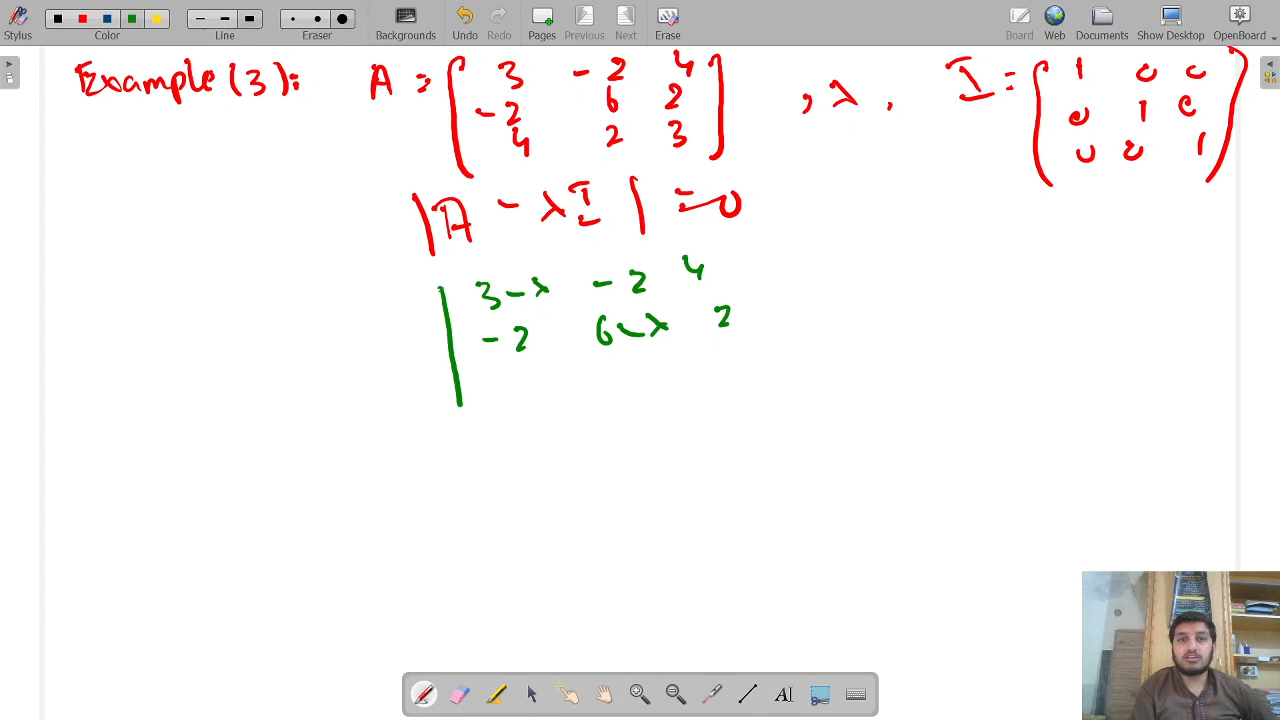 Stylus Color Line Eraser Backgrounds Undo Redo Pages Previous Next Erase Board Web Documents Show Desktop OpenBoard
Example (3): A = [ 3 -2 4 , λ , I = [ 1 0 0
-2 6 2 0 1 0
4 2 3 ] 0 0 1 ]
|A - λI| = 0
| 3-λ -2 4
-2 6-λ 2